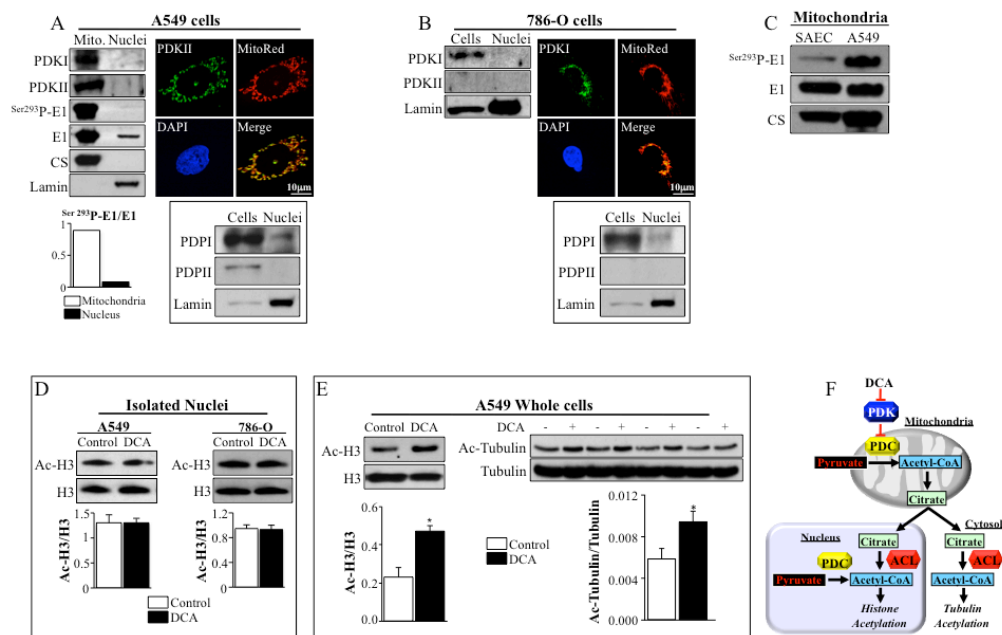 A
A549 cells
Mito. Nuclei
PDKI
PDKII
Ser293P-E1
E1
CS
Lamin
PDKII
MitoRed
DAPI
Merge
10µm
Ser 293P-E1/E1
1
0.5
0
Mitochondria
Nucleus
Cells Nuclei
PDPI
PDPII
Lamin
B
786-O cells
Cells Nuclei
PDKI
PDKII
Lamin
PDKI
MitoRed
DAPI
Merge
10µm
Cells Nuclei
PDPI
PDPII
Lamin
C
Mitochondria
SAEC A549
Ser293P-E1
E1
CS
D
Isolated Nuclei
A549
Control DCA
Ac-H3
H3
Ac-H3/H3
1.5
1
0.5
0
786-O
Control DCA
Ac-H3
H3
Ac-H3/H3
1.5
1
0.5
0
Control
DCA
E
A549 Whole cells
Control DCA
Ac-H3
H3
Ac-H3/H3
0.6
0.4
0.2
0.0
*
Control
DCA
DCA - + - + - + - +
Ac-Tubulin
Tubulin
Ac-Tubulin/Tubulin
0.012
0.008
0.004
0.000
*
F
DCA
PDK
Mitochondria
PDC
Pyruvate
Acetyl-CoA
Citrate
Nucleus
Cytosol
Citrate
Citrate
PDC
ACL
ACL
Pyruvate
Acetyl-CoA
Acetyl-CoA
Histone
Acetylation
Tubulin
Acetylation